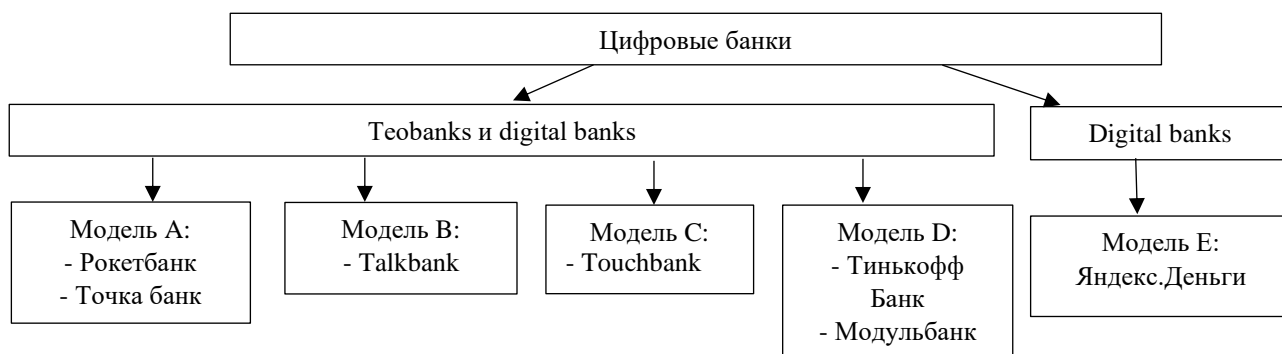 Цифровые банки
Teobanks и digital banks
Digital banks
Модель А:
- Рокетбанк
- Точка банк
Модель В:
- Talkbank
Модель С:
- Touchbank
Модель D:
- Тинькофф
Банк
- Модульбанк
Модель Е:
Яндекс.Деньги